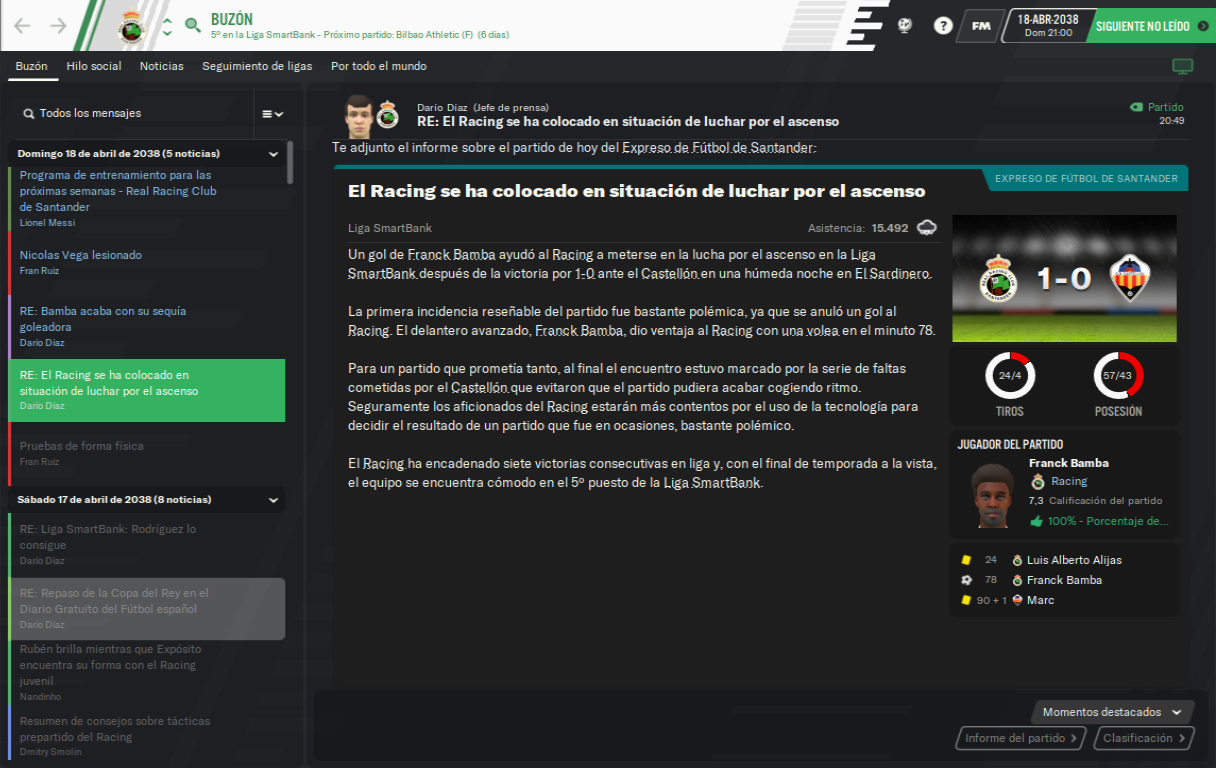 BUZÓN
5º en la Liga SmartBank - Próximo partido: Bilbao Athletic (F) (6 días)
FM
18-ABR-2038
Dom 21:00
SIGUIENTE NO LEÍDO
Buzón Hilo social Noticias Seguimiento de ligas Por todo el mundo
Todos los mensajes
Domingo 18 de abril de 2038 (5 noticias)
Programa de entrenamiento para las
próximas semanas - Real Racing Club
de Santander
Lionel Messi
Nicolas Vega lesionado
Fran Ruiz
RE: Bamba acaba con su sequía
goleadora
Darío Díaz
RE: El Racing se ha colocado en
situación de luchar por el ascenso
Darío Díaz
Pruebas de forma física
Fran Ruiz
Sábado 17 de abril de 2038 (8 noticias)
RE: Liga SmartBank: Rodríguez lo
consigue
Darío Díaz
RE: Repaso de la Copa del Rey en el
Diario Gratuito del Fútbol español
Darío Díaz
Rubén brilla mientras que Expósito
encuentra su forma con el Racing
juvenil
Nandinho
Resumen de consejos sobre tácticas
prepartido del Racing
Dmitry Smolin
Darío Díaz (Jefe de prensa)
RE: El Racing se ha colocado en situación de luchar por el ascenso
Partido
20:49
Te adjunto el informe sobre el partido de hoy del Expreso de Fútbol de Santander:
EXPRESO DE FÚTBOL DE SANTANDER
El Racing se ha colocado en situación de luchar por el ascenso
Liga SmartBank
Asistencia: 15.492
Un gol de Franck Bamba ayudó al Racing a meterse en la lucha por el ascenso en la Liga
SmartBank después de la victoria por 1-0 ante el Castellón en una húmeda noche en El Sardinero.
La primera incidencia reseñable del partido fue bastante polémica, ya que se anuló un gol al
Racing. El delantero avanzado, Franck Bamba, dio ventaja al Racing con una volea en el minuto 78.
Para un partido que prometía tanto, al final el encuentro estuvo marcado por la serie de faltas
cometidas por el Castellón que evitaron que el partido pudiera acabar cogiendo ritmo.
Seguramente los aficionados del Racing estarán más contentos por el uso de la tecnología para
decidir el resultado de un partido que fue en ocasiones, bastante polémico.
El Racing ha encadenado siete victorias consecutivas en liga y, con el final de temporada a la vista,
el equipo se encuentra cómodo en el 5º puesto de la Liga SmartBank.
1-0
24/4
57/43
TIROS
POSESIÓN
JUGADOR DEL PARTIDO
Franck Bamba
Racing
7,3 Calificación del partido
100% - Porcentaje de...
24 Luis Alberto Alijas
78 Franck Bamba
90 + 1 Marc
Momentos destacados
Informe del partido
Clasificación